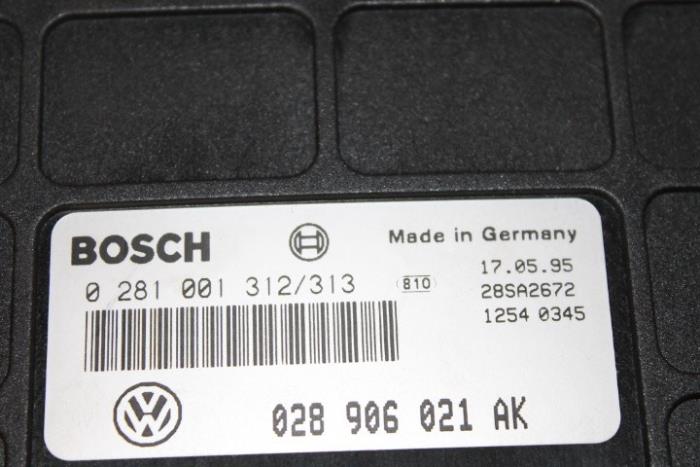 BOSCH
Made in Germany
0 281 001 312/313
810
17.05.95
28SA2672
1254 0345
VW
028 906 021 AK